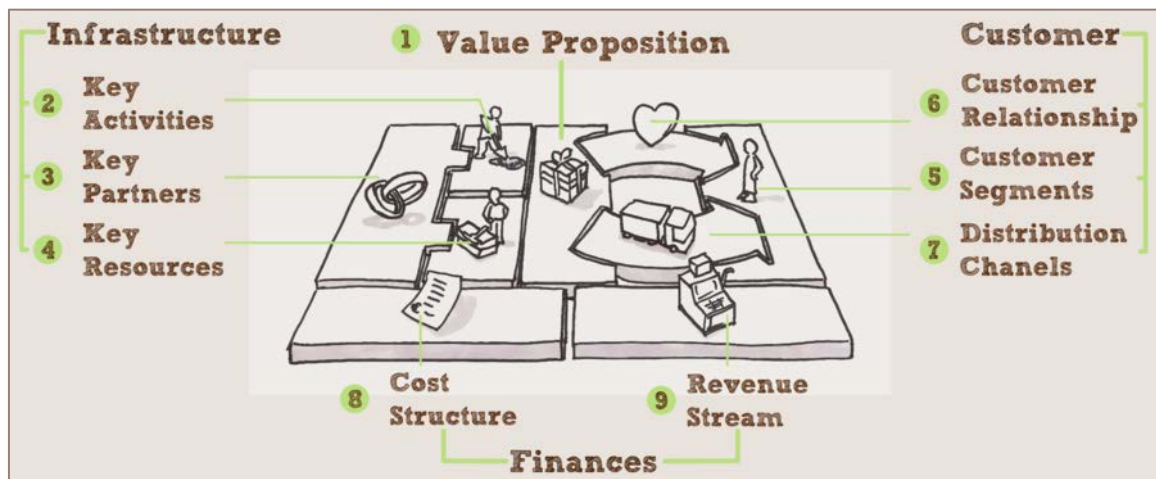 Infrastructure
2 Key
Activities
3 Key
Partners
4 Key
Resources
1 Value Proposition
Customer
6 Customer
Relationship
5 Customer
Segments
7 Distribution
Chanels
8 Cost
Structure
9 Revenue
Stream
Finances